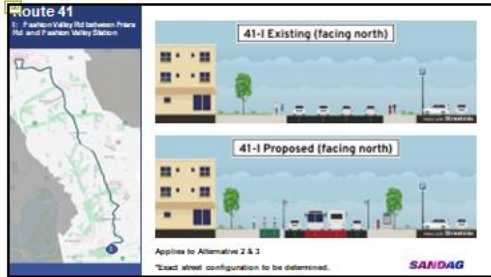 Route 41
I: Fashion Valley Rd between Friars
Rd and Fashion Valley Station
41-I Existing (facing north)
41-I Proposed (facing north)
Applies to Alternative 2 & 3
*Exact street configuration to be determined.
SANDAG